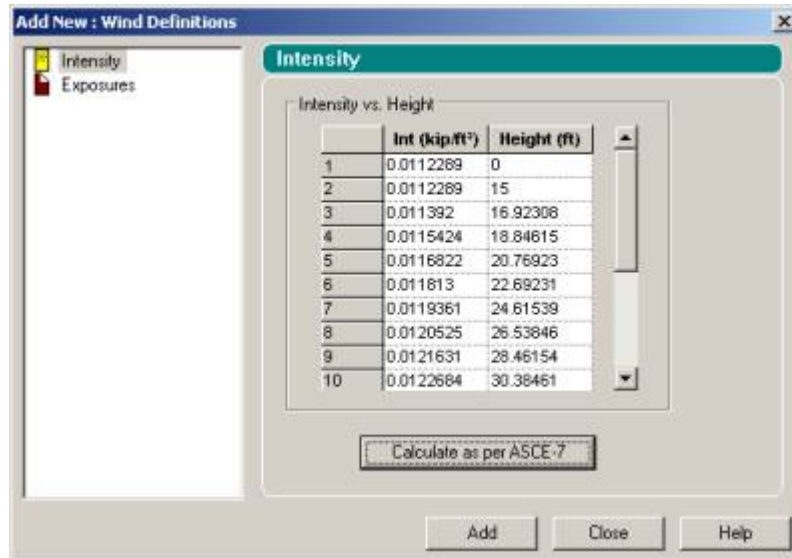 Add New : Wind Definitions
Intensity
Exposures
Intensity
Intensity vs. Height
Int (kip/ft²) Height (ft)
1 0.0112289 0
2 0.0112289 15
3 0.011392 16.92308
4 0.0115424 18.84615
5 0.0116822 20.76923
6 0.011813 22.69231
7 0.0119361 24.61539
8 0.0120525 26.53846
9 0.0121631 28.46154
10 0.0122684 30.38461
Calculate as per ASCE-7
Add Close Help